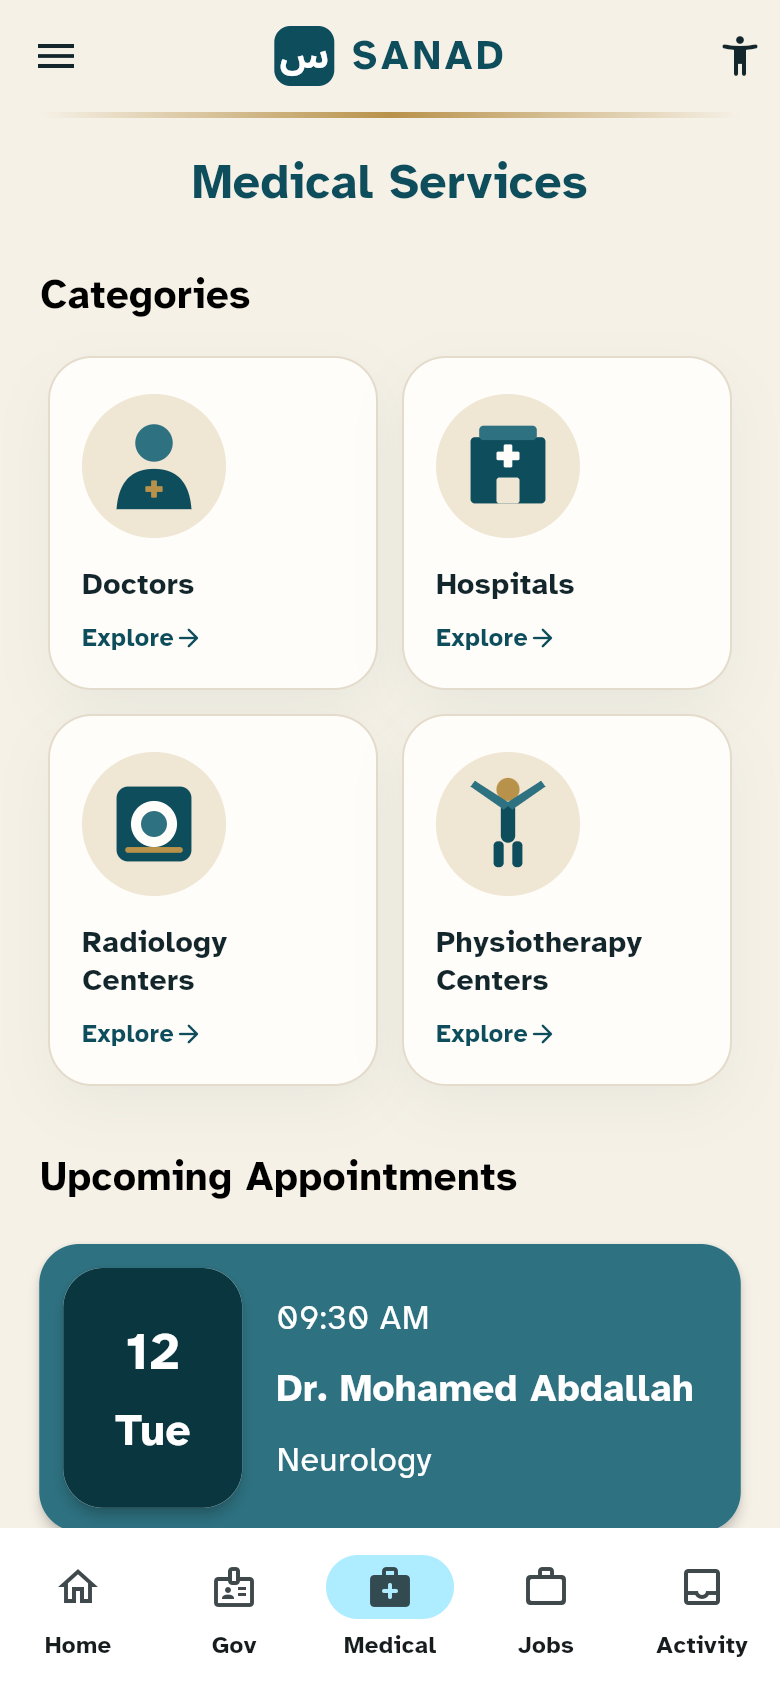 س SANAD
Medical Services
Categories
Doctors
Explore
Hospitals
Explore
Radiology
Centers
Explore
Physiotherapy
Centers
Explore
Upcoming Appointments
12
Tue
09:30 AM
Dr. Mohamed Abdallah
Neurology
Home
Gov
Medical
Jobs
Activity